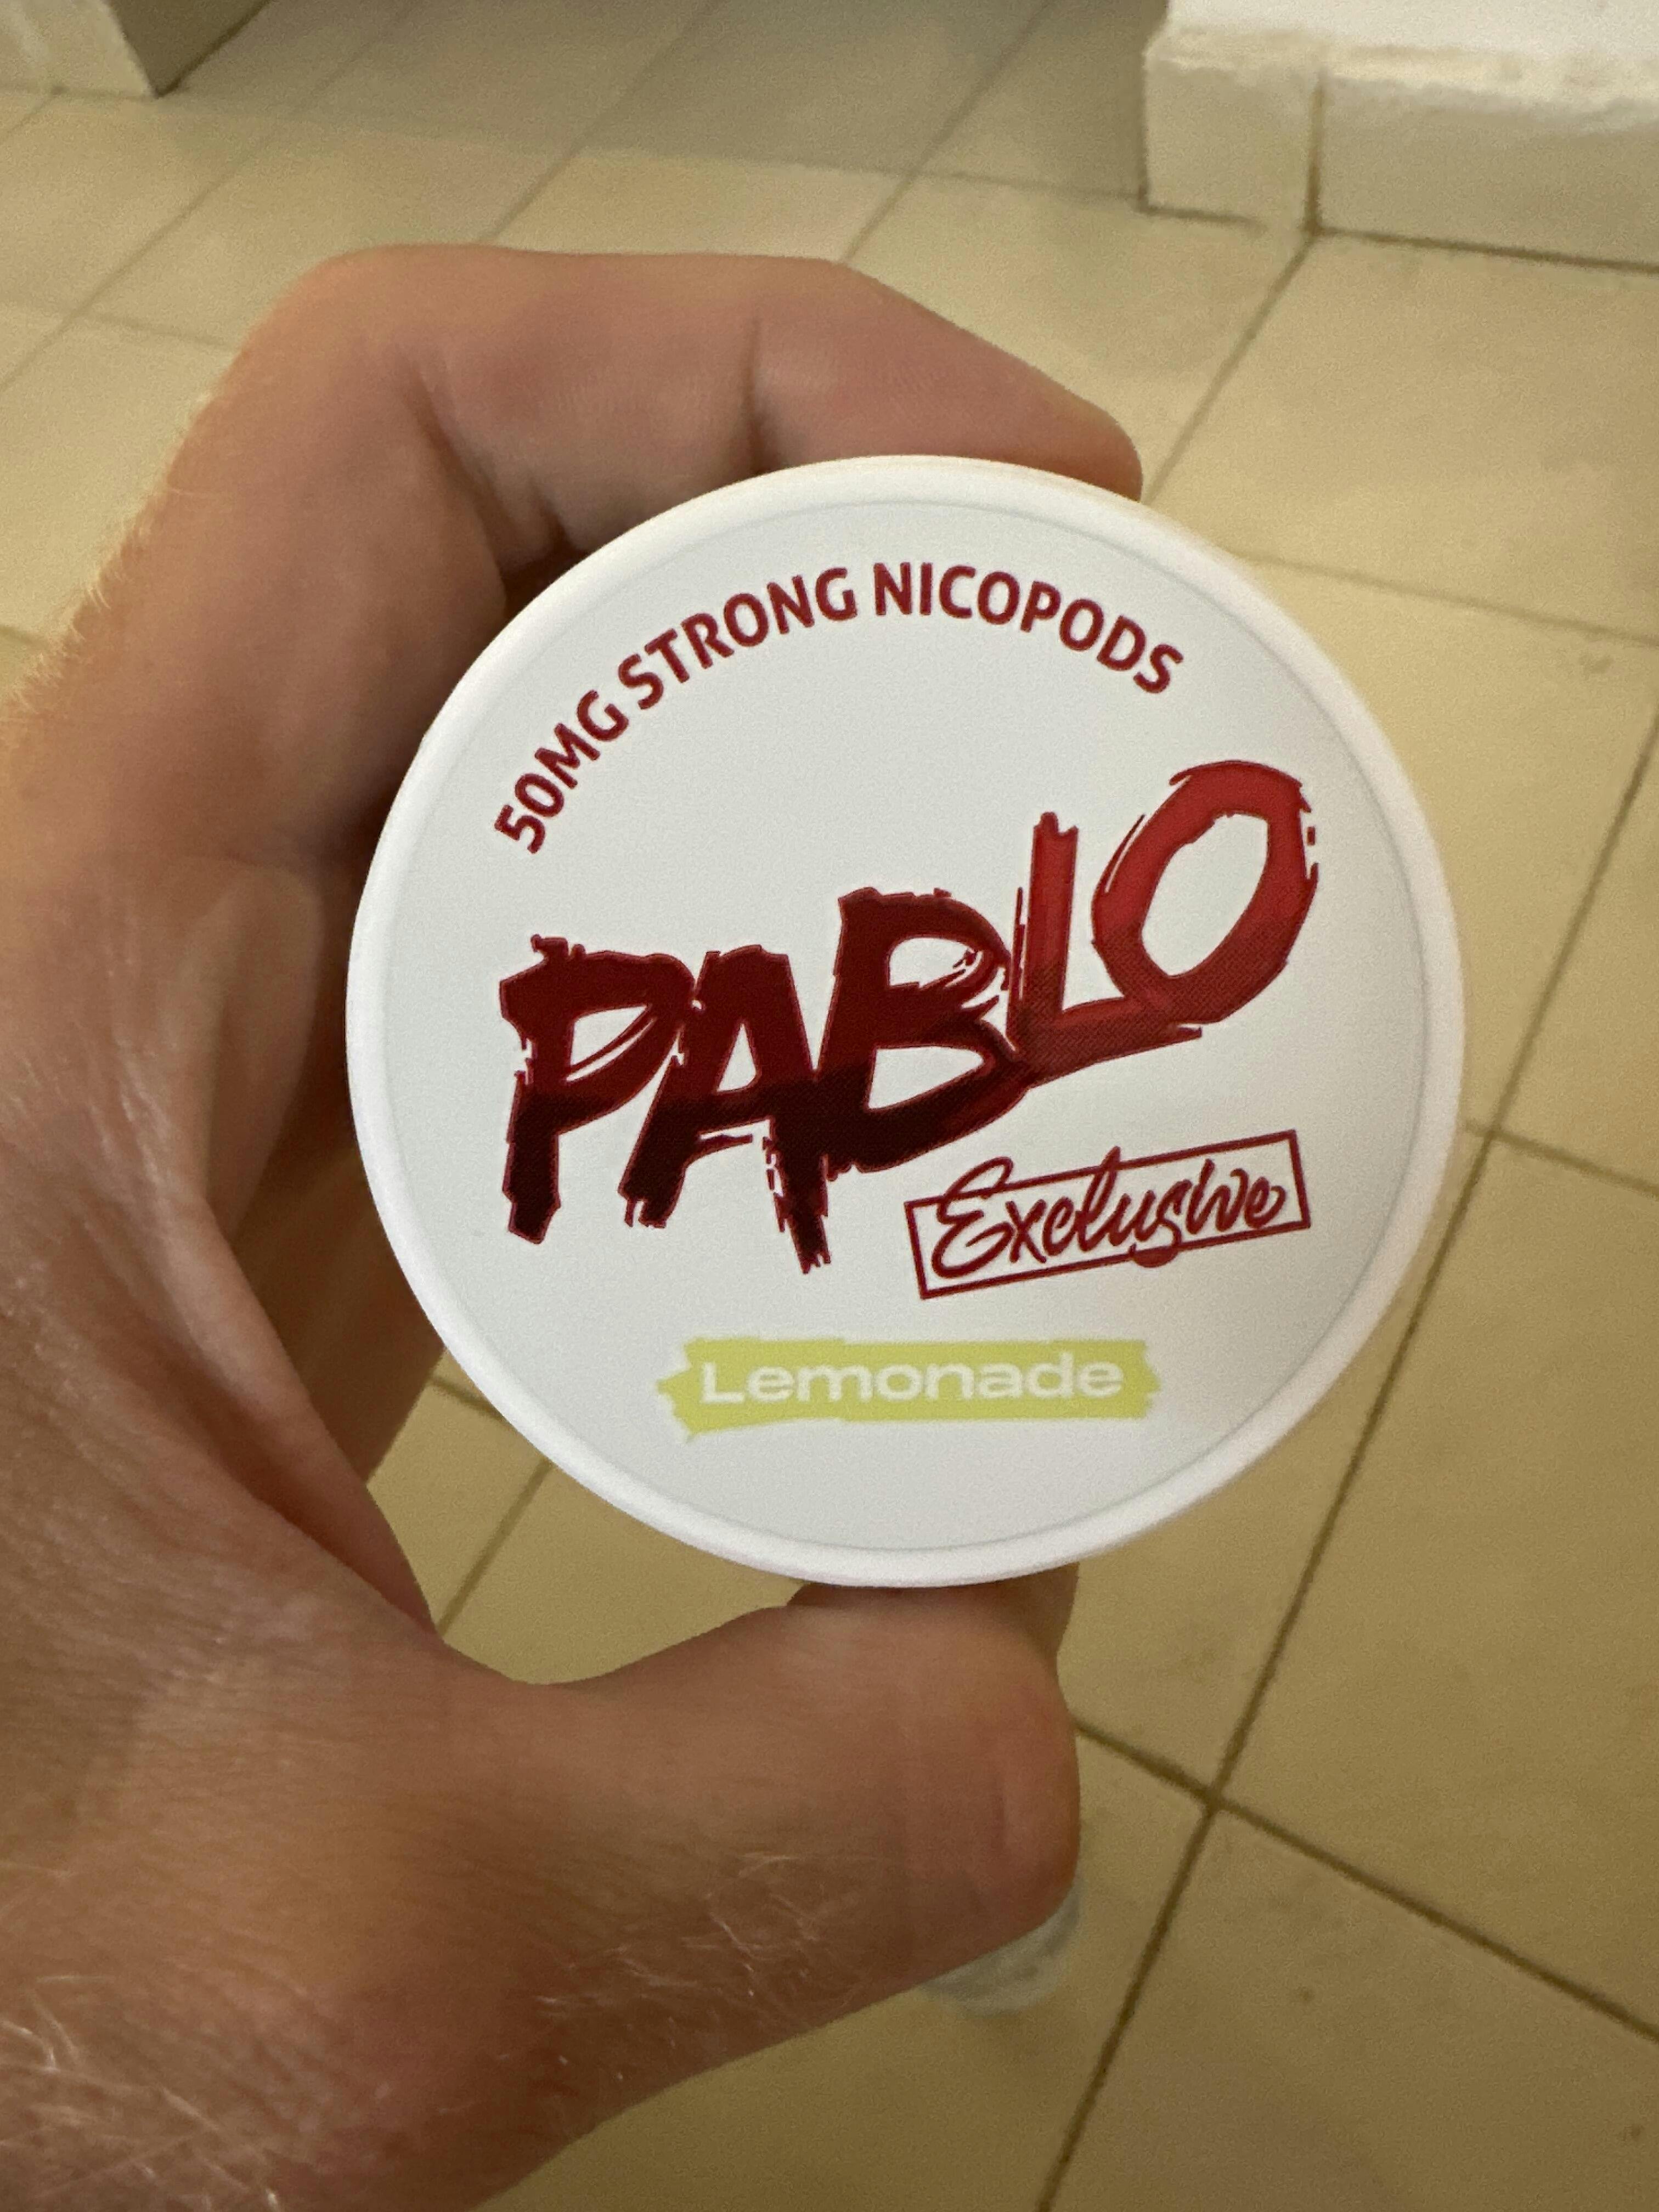 50MG STRONG NICOPODS
PABLO
Exclusive
Lemonade